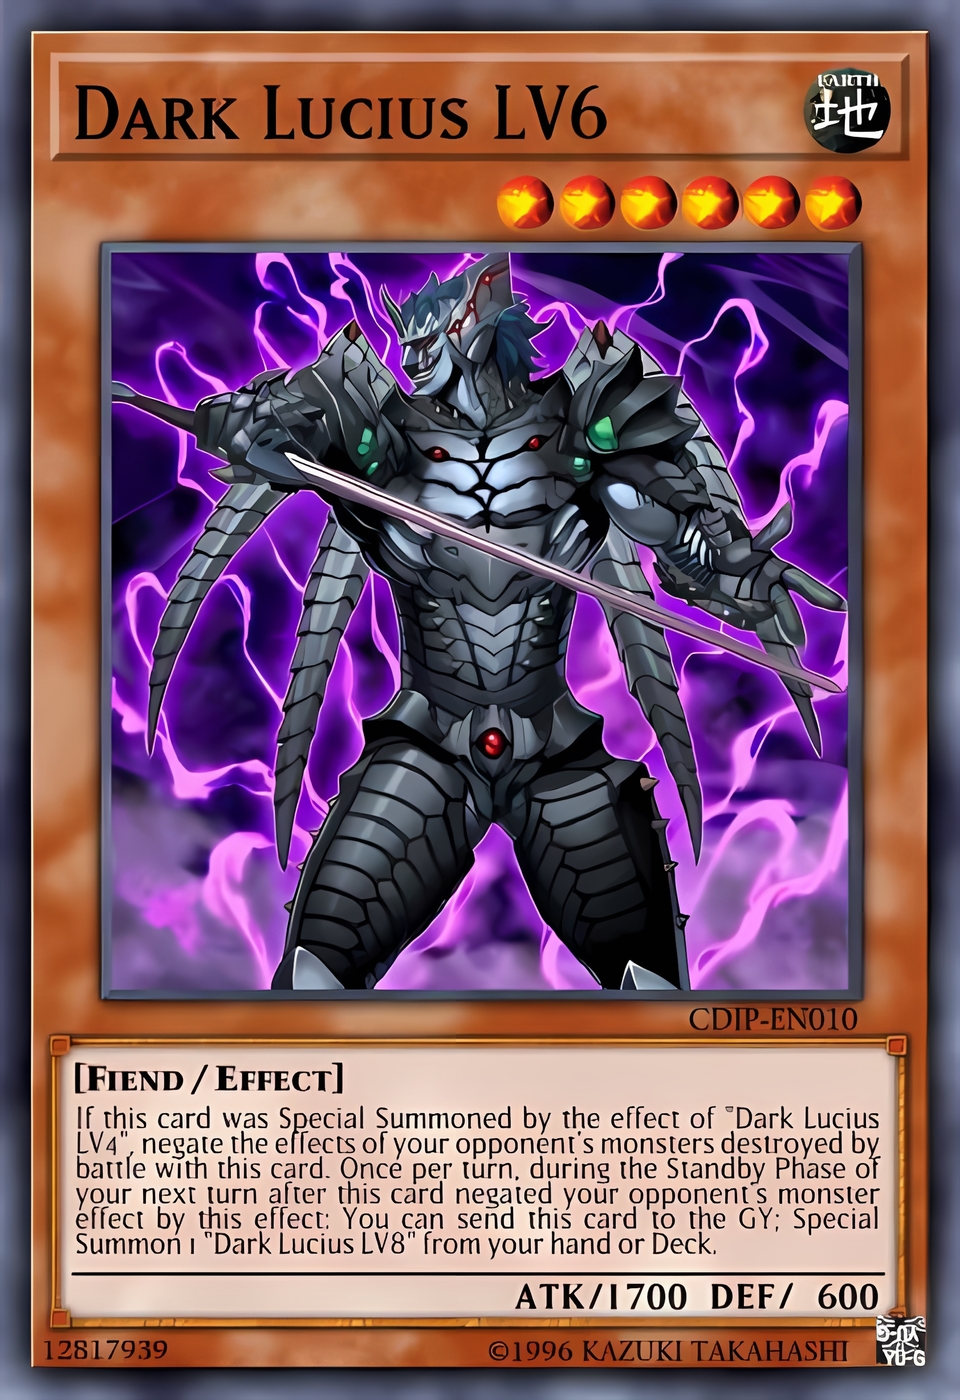 DARK LUCIUS LV6
EARTH
地
CDIP-EN010
[FIEND / EFFECT]
If this card was Special Summoned by the effect of "Dark Lucius
LV4", negate the effects of your opponent's monsters destroyed by
battle with this card. Once per turn, during the Standby Phase of
your next turn after this card negated your opponent's monster
effect by this effect: You can send this card to the GY; Special
Summon 1 "Dark Lucius LV8" from your hand or Deck.
ATK/1700 DEF/ 600
12817939
©1996 KAZUKI TAKAHASHI